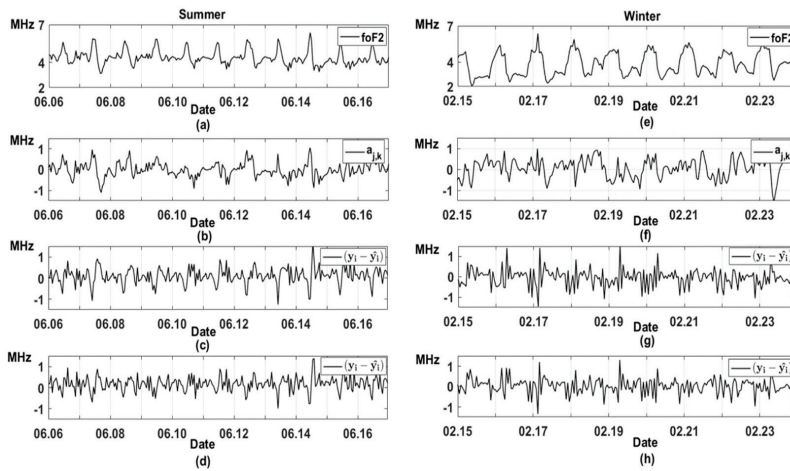 Summer
MHz 7
4
2
foF2
06.06 06.08 06.10 06.12 06.14 06.16
Date
(a)
MHz
1
0
-1
a_{j,k}
06.06 06.08 06.10 06.12 06.14 06.16
Date
(b)
MHz
1
0
-1
(y_i − ŷ_i)
06.06 06.08 06.10 06.12 06.14 06.16
Date
(c)
MHz
1
0
-1
(y_i − ŷ_i)
06.06 06.08 06.10 06.12 06.14 06.16
Date
(d)
Winter
MHz 7
4
2
foF2
02.15 02.17 02.19 02.21 02.23
Date
(e)
MHz
1
0
-1
a_{j,k}
02.15 02.17 02.19 02.21 02.23
Date
(f)
MHz
1
0
-1
(y_i − ŷ_i)
02.15 02.17 02.19 02.21 02.23
Date
(g)
MHz
1
0
-1
(y_i − ŷ_i)
02.15 02.17 02.19 02.21 02.23
Date
(h)